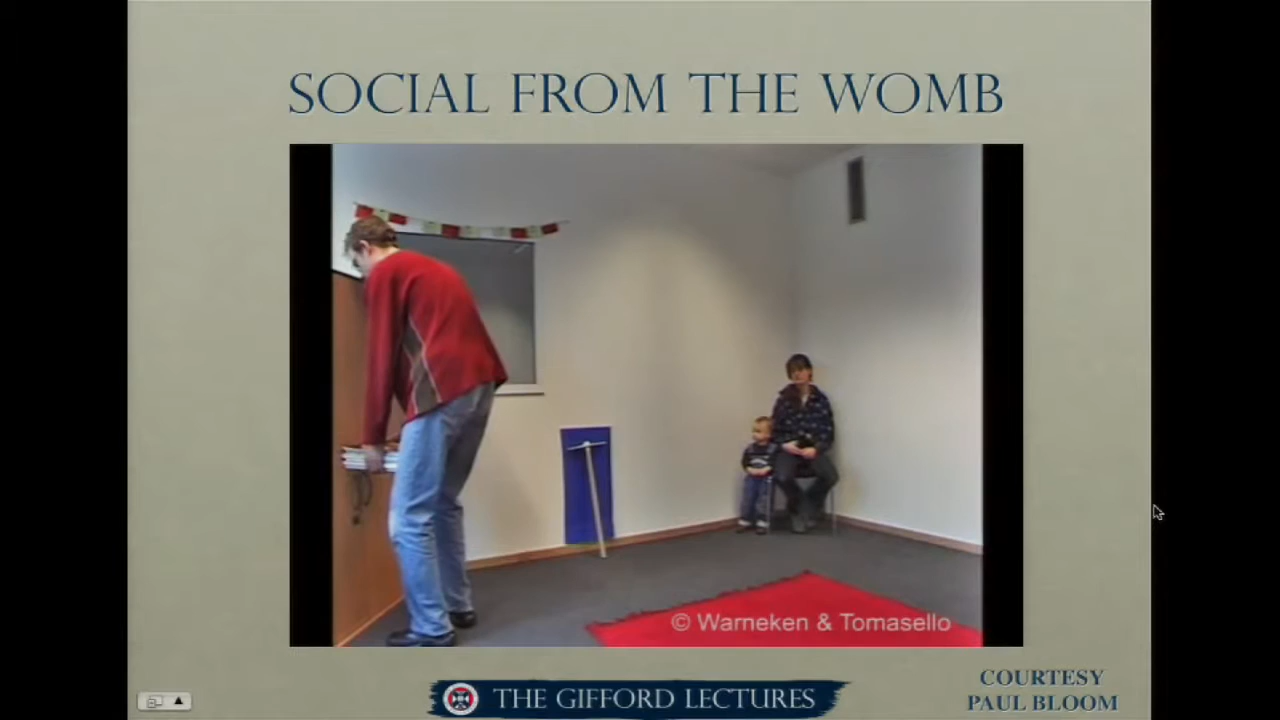 SOCIAL FROM THE WOMB
© Warneken & Tomasello
THE GIFFORD LECTURES
COURTESY
PAUL BLOOM